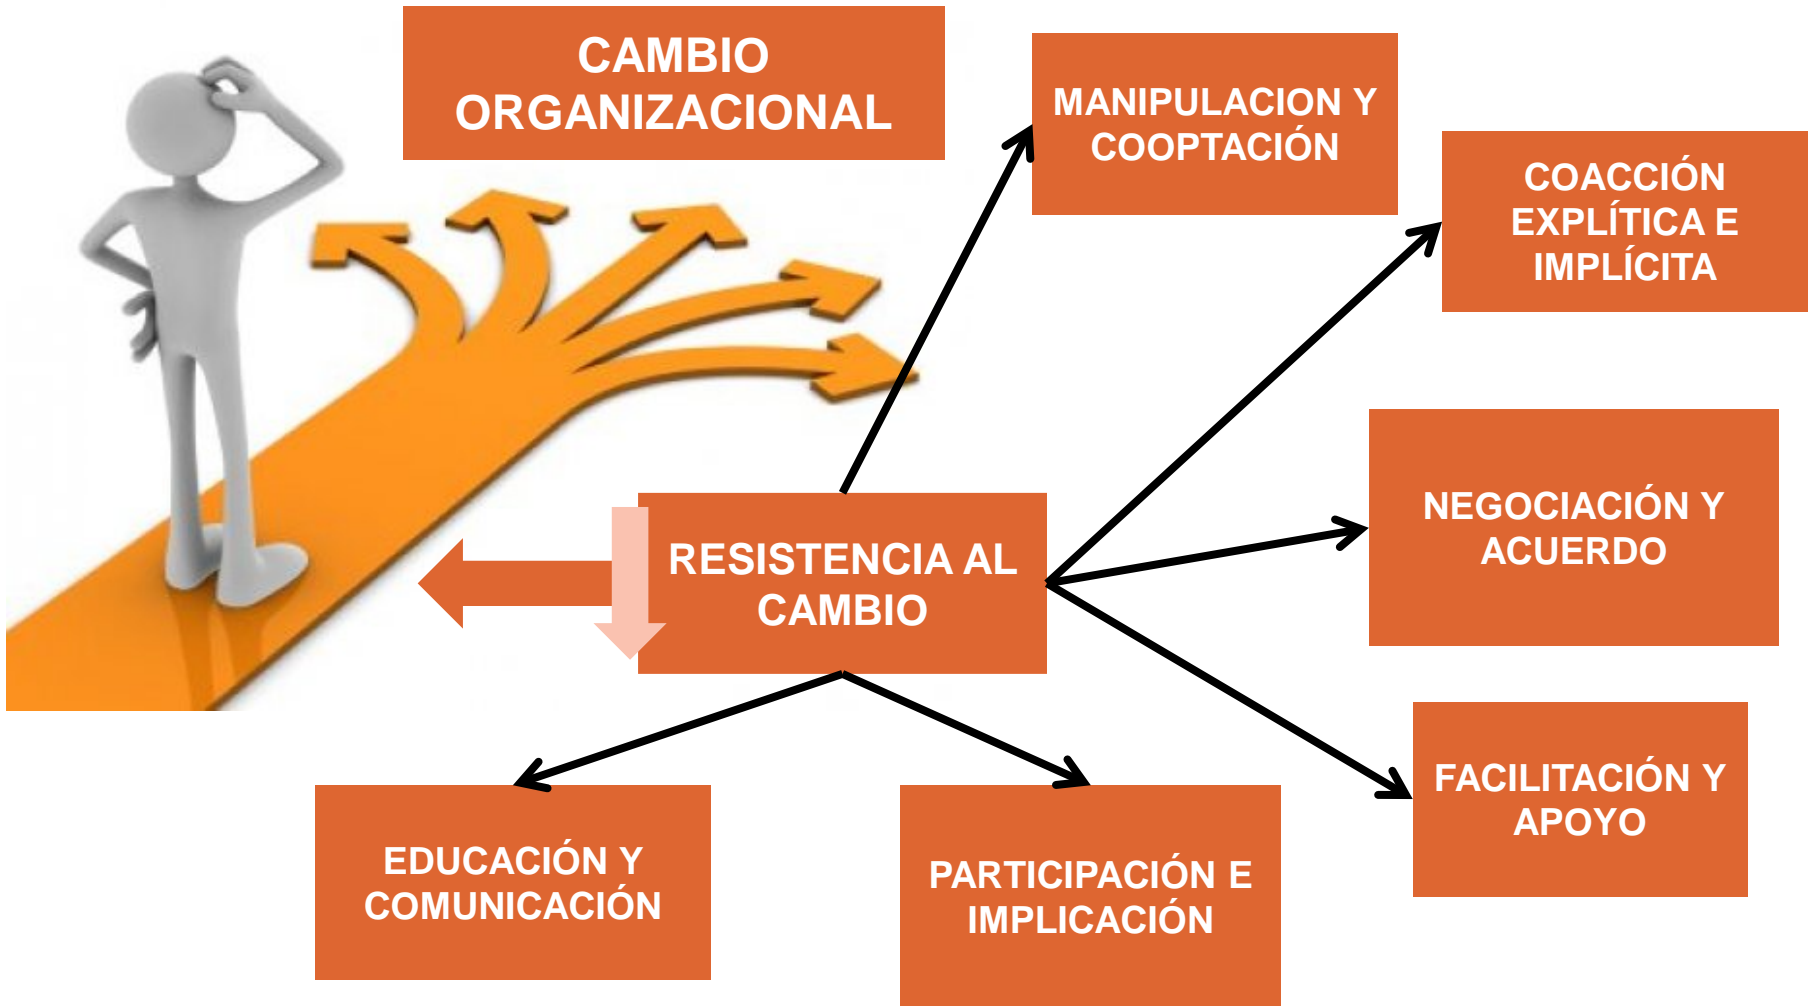 CAMBIO
ORGANIZACIONAL
MANIPULACION Y
COOPTACIÓN
COACCIÓN
EXPLÍTICA E
IMPLÍCITA
NEGOCIACIÓN Y
ACUERDO
RESISTENCIA AL
CAMBIO
FACILITACIÓN Y
APOYO
EDUCACIÓN Y
COMUNICACIÓN
PARTICIPACIÓN E
IMPLICACIÓN